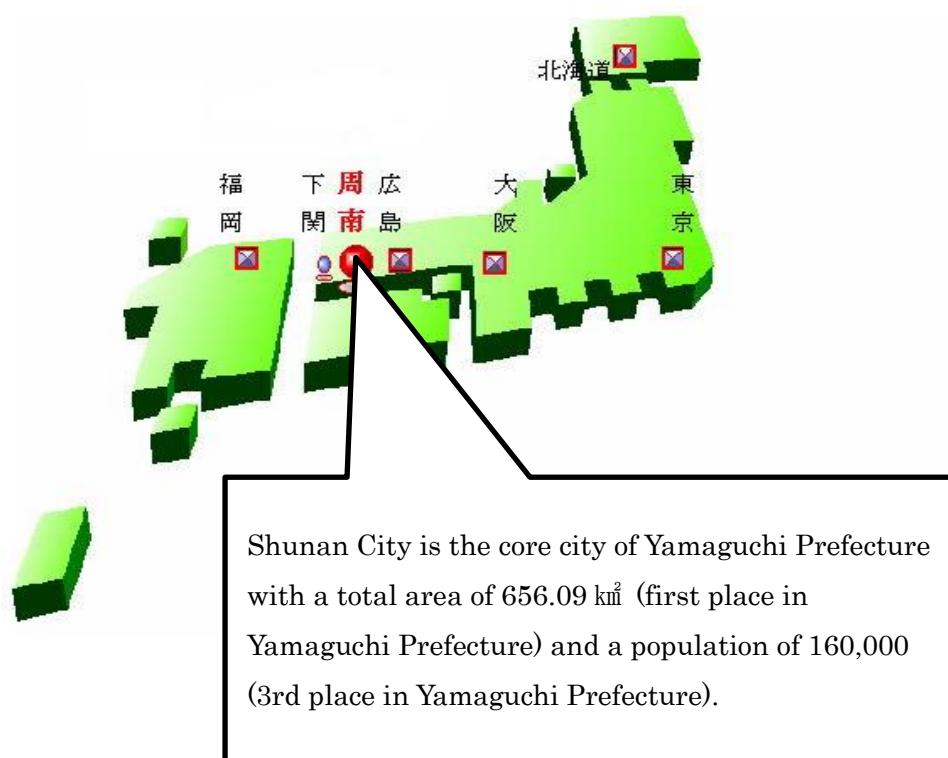 北海道
福岡
下関
周南
広島
大阪
東京
Shunan City is the core city of Yamaguchi Prefecture
with a total area of 656.09 ㎢ (first place in
Yamaguchi Prefecture) and a population of 160,000
(3rd place in Yamaguchi Prefecture).